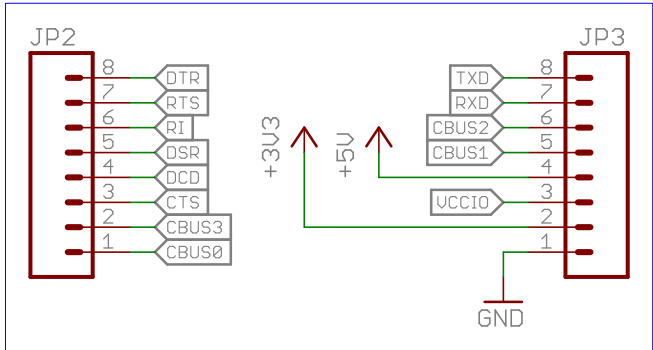 JP2 JP3
8 DTR TXD 8
7 RTS RXD 7
6 RI CBUS2 6
5 DSR CBUS1 5
+3V3 +5V
4 DCD 4
3 CTS VCCIO 3
2 CBUS3 2
1 CBUS0 1
GND